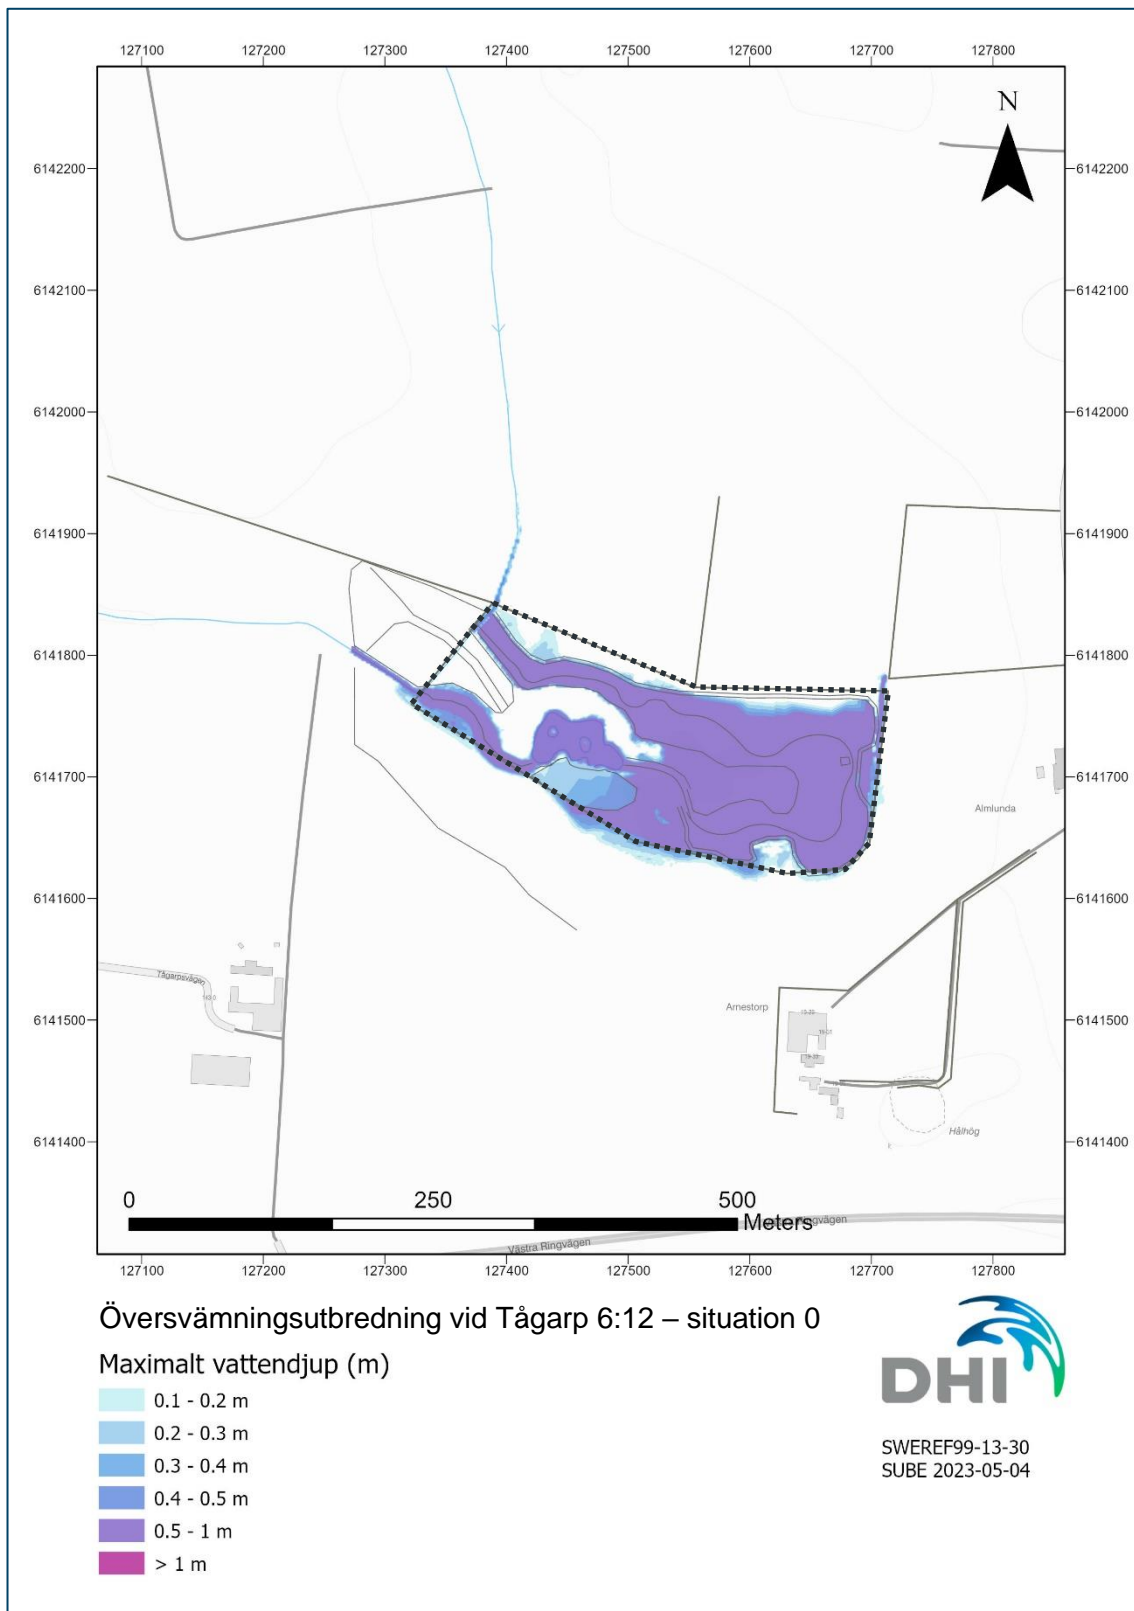 127100 127200 127300 127400 127500 127600 127700 127800
N
6142200 6142200
6142100 6142100
6142000 6142000
6141900 6141900
6141800 6141800
6141700 6141700
Almlunda
6141600 6141600
Tågarpsvägen
6141500 6141500
Arnestorp
6141400 6141400
Hålhög
0 250 500
Meters
Västra Ringvägen
Ringvägen
127100 127200 127300 127400 127500 127600 127700 127800
Översvämningsutbredning vid Tågarp 6:12 – situation 0
Maximalt vattendjup (m)
0.1 - 0.2 m
0.2 - 0.3 m
0.3 - 0.4 m
0.4 - 0.5 m
0.5 - 1 m
> 1 m
DHI
SWEREF99-13-30
SUBE 2023-05-04